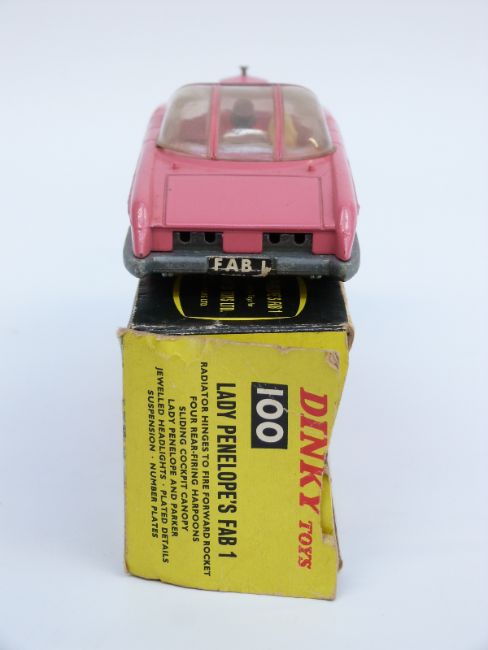 FAB 1
DINKY TOYS
100
LADY PENELOPE'S FAB 1
RADIATOR HINGES TO FIRE FORWARD ROCKET
FOUR REAR-FIRING HARPOONS
SLIDING COCKPIT CANOPY
LADY PENELOPE AND PARKER
JEWELLED HEADLIGHTS · PLATED DETAILS
SUSPENSION · NUMBER PLATES